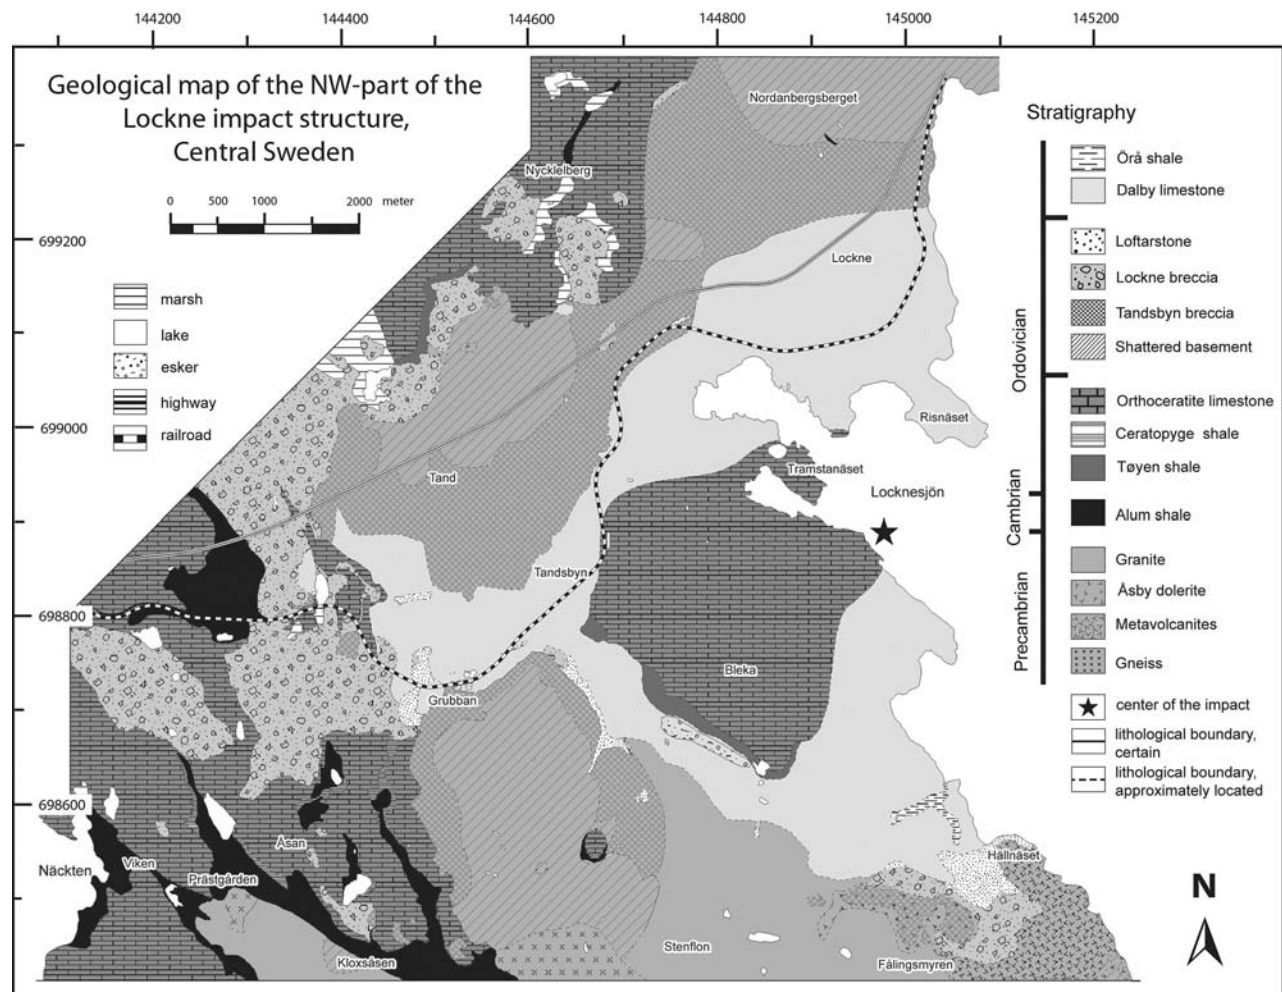 144200 144400 144600 144800 145000 145200
Geological map of the NW-part of the
Lockne impact structure,
Central Sweden
0 500 1000 2000 meter
699200
699000
698800
698600
marsh
lake
esker
highway
railroad
Nordanbergsberget
Nycklelberg
Lockne
Risnäset
Tand
Tramstanäset
Locknesjön
Tandsbyn
Bleka
Grubban
Åsan
Näckten
Viken
Prästgården
Hällnäset
Kloxsåsen
Stenflon
Fålingsmyren
Stratigraphy
Ordovician
Cambrian
Precambrian
Örå shale
Dalby limestone
Loftarstone
Lockne breccia
Tandsbyn breccia
Shattered basement
Orthoceratite limestone
Ceratopyge shale
Tøyen shale
Alum shale
Granite
Åsby dolerite
Metavolcanites
Gneiss
center of the impact
lithological boundary,
certain
lithological boundary,
approximately located
N